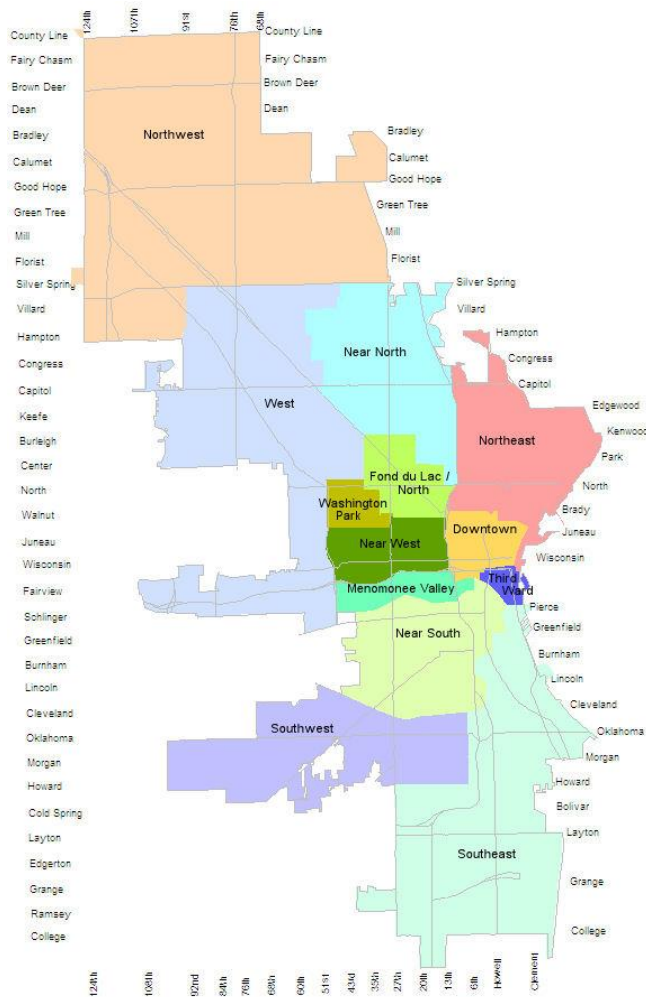 124th
107th
91st
76th
68th
County Line
Fairy Chasm
Brown Deer
Dean
Bradley
Calumet
Good Hope
Green Tree
Mill
Florist
Silver Spring
Villard
Hampton
Congress
Capitol
Keefe
Burleigh
Center
North
Walnut
Juneau
Wisconsin
Fairview
Schlinger
Greenfield
Burnham
Lincoln
Cleveland
Oklahoma
Morgan
Howard
Cold Spring
Layton
Edgerton
Grange
Ramsey
College
County Line
Fairy Chasm
Brown Deer
Dean
Bradley
Calumet
Good Hope
Green Tree
Mill
Florist
Silver Spring
Villard
Hampton
Congress
Capitol
Edgewood
Kenwood
Park
North
Brady
Juneau
Wisconsin
Pierce
Greenfield
Burnham
Lincoln
Cleveland
Oklahoma
Morgan
Howard
Bolivar
Layton
Grange
College
Northwest
Near North
West
Northeast
Fond du Lac /
North
Washington
Park
Downtown
Near West
Third
Ward
Menomonee Valley
Near South
Southwest
Southeast
124th
108th
92nd
84th
76th
68th
60th
51st
43rd
35th
27th
20th
13th
6th
Howell
Clement